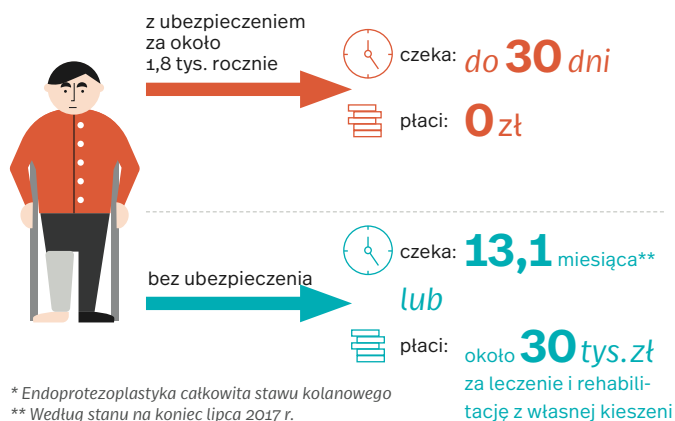 z ubezpieczeniem
za około
1,8 tys. rocznie
czeka: do 30 dni
płaci: 0 zł
bez ubezpieczenia
czeka: 13,1 miesiąca**
lub
płaci: około 30 tys. zł
za leczenie i rehabili-
tację z własnej kieszeni
* Endoprotezoplastyka całkowita stawu kolanowego
** Według stanu na koniec lipca 2017 r.